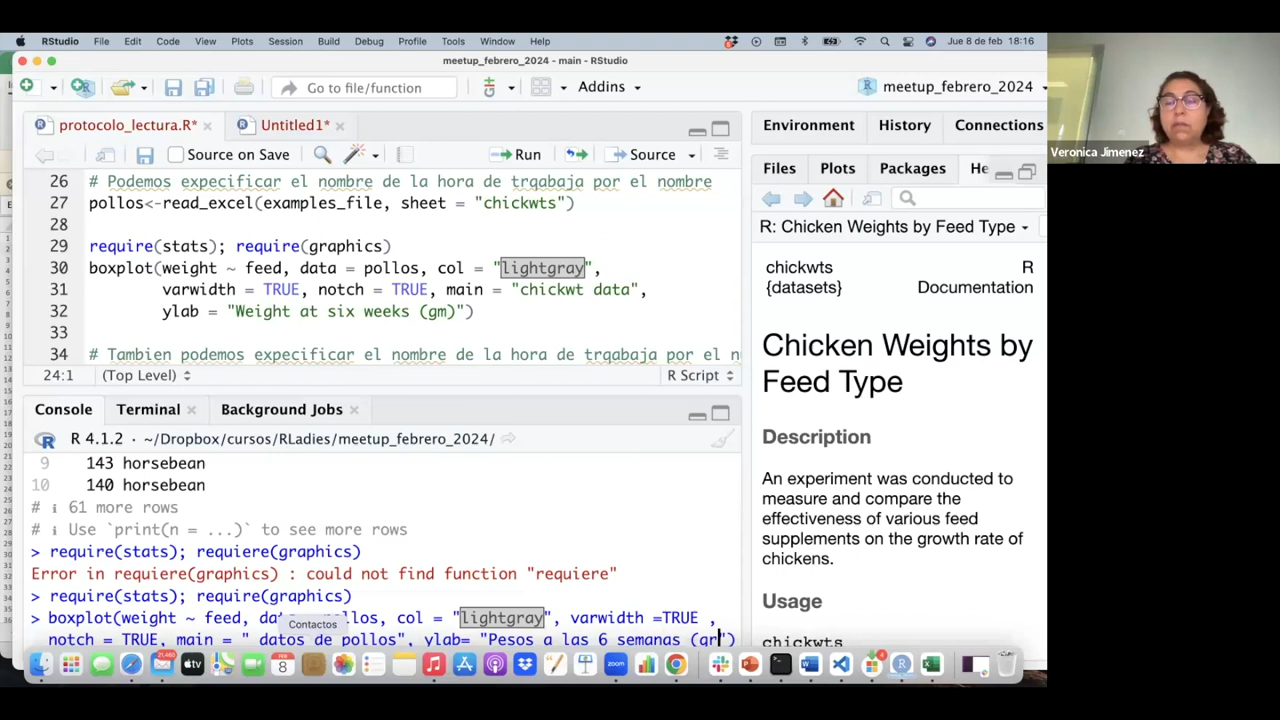 RStudio File Edit Code View Plots Session Build Debug Profile Tools Window Help Jue 8 de feb 18:16
meetup_febrero_2024 - main - RStudio
Go to file/function Addins meetup_febrero_2024
protocolo_lectura.R* Untitled1*
Source on Save Run Source
26 # Podemos expecificar el nombre de la hora de trqabaja por el nombre
27 pollos<-read_excel(examples_file, sheet = "chickwts")
28
29 require(stats); require(graphics)
30 boxplot(weight ~ feed, data = pollos, col = "lightgray",
31 varwidth = TRUE, notch = TRUE, main = "chickwt data",
32 ylab = "Weight at six weeks (gm)")
33
34 # Tambien podemos expecificar el nombre de la hora de trqabaja por el n
24:1 (Top Level) R Script
Console Terminal Background Jobs
R 4.1.2 · ~/Dropbox/cursos/RLadies/meetup_febrero_2024/
9 143 horsebean
10 140 horsebean
# ℹ 61 more rows
# ℹ Use `print(n = ...)` to see more rows
> require(stats); requiere(graphics)
Error in requiere(graphics) : could not find function "requiere"
> require(stats); require(graphics)
> boxplot(weight ~ feed, dat pollos, col = "lightgray", varwidth =TRUE ,
notch = TRUE, main = " datos de pollos", ylab= "Pesos a las 6 semanas (gr")
Contactos
Environment History Connections
Files Plots Packages He
R: Chicken Weights by Feed Type
chickwts R
{datasets} Documentation
Chicken Weights by
Feed Type
Description
An experiment was conducted to
measure and compare the
effectiveness of various feed
supplements on the growth rate of
chickens.
Usage
chickwts
Veronica Jimenez